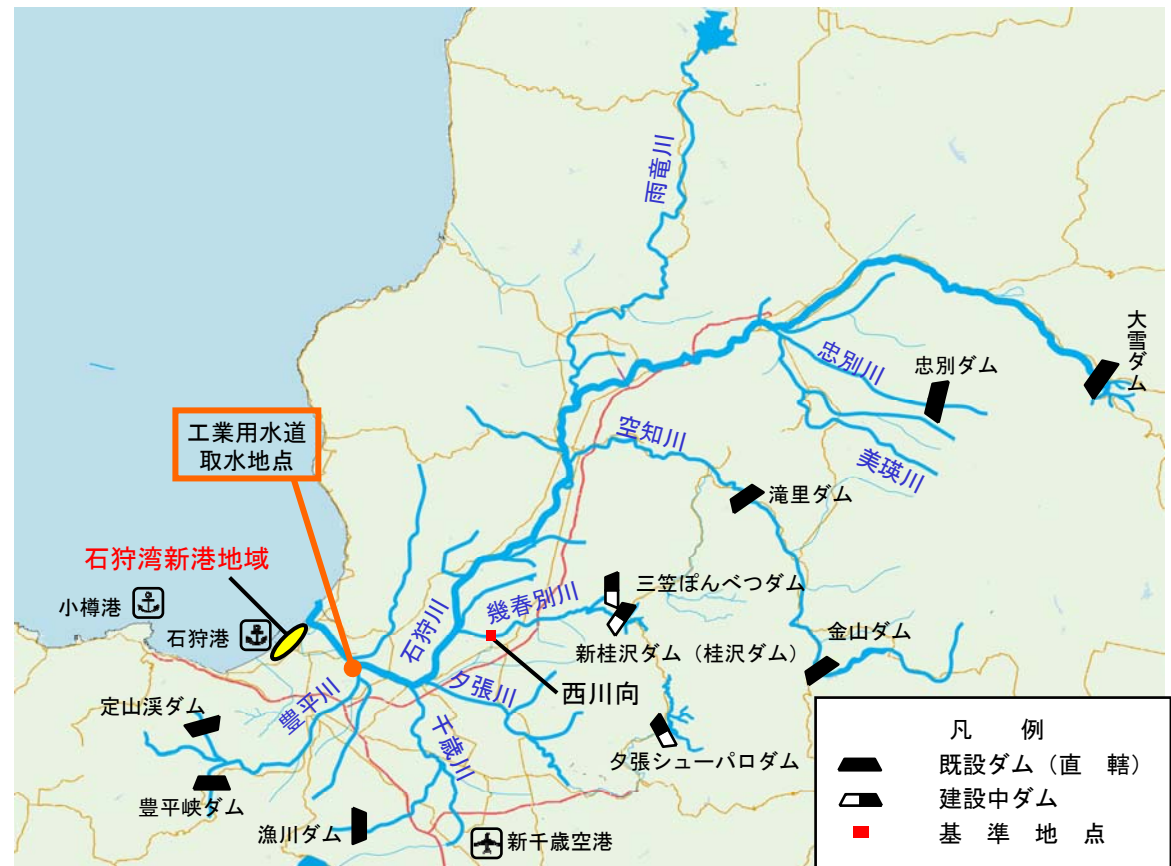 雨竜川
大雪ダム
忠別川
忠別ダム
美瑛川
空知川
滝里ダム
工業用水道
取水地点
石狩湾新港地域
小樽港
石狩港
石狩川
幾春別川
三笠ぽんべつダム
新桂沢ダム（桂沢ダム）
西川向
金山ダム
夕張川
夕張シューパロダム
豊平川
千歳川
定山渓ダム
豊平峡ダム
漁川ダム
新千歳空港
凡　例
既設ダム（直　轄）
建設中ダム
基　準　地　点